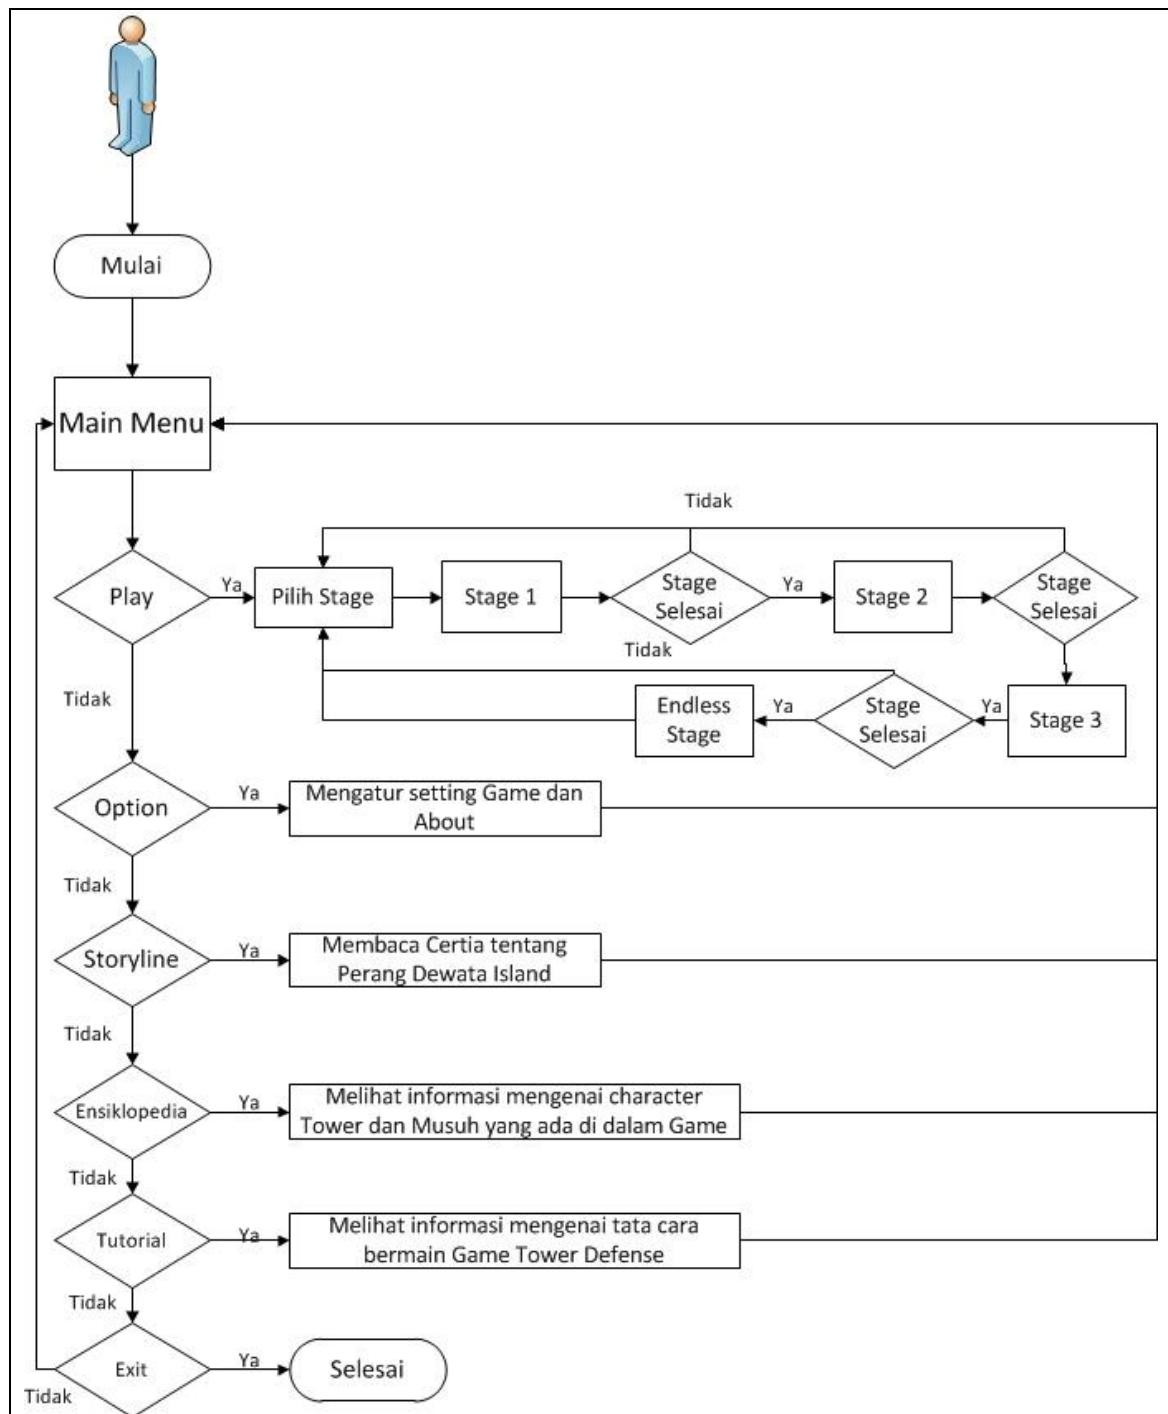 Mulai
Main Menu
Tidak
Play
Ya
Pilih Stage
Stage 1
Stage
Selesai
Ya
Stage 2
Stage
Selesai
Tidak
Tidak
Endless
Stage
Ya
Stage
Selesai
Ya
Stage 3
Option
Ya
Mengatur setting Game dan
About
Tidak
Storyline
Ya
Membaca Certia tentang
Perang Dewata Island
Tidak
Ensiklopedia
Ya
Melihat informasi mengenai character
Tower dan Musuh yang ada di dalam Game
Tidak
Tutorial
Ya
Melihat informasi mengenai tata cara
bermain Game Tower Defense
Tidak
Exit
Ya
Selesai
Tidak